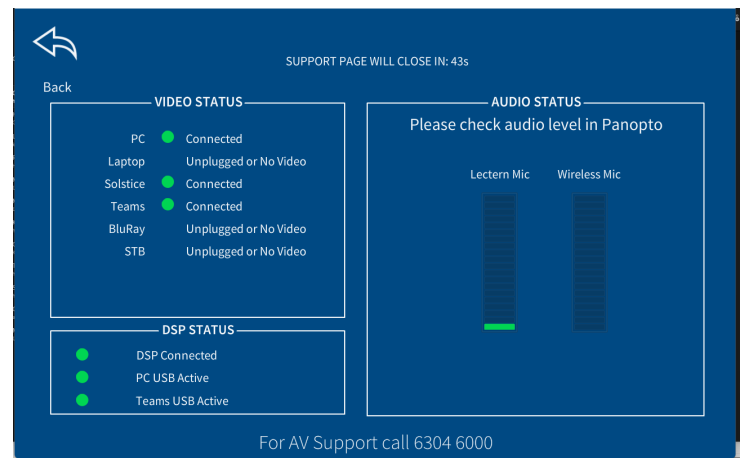 SUPPORT PAGE WILL CLOSE IN: 43s
Back
VIDEO STATUS
PC Connected
Laptop Unplugged or No Video
Solstice Connected
Teams Connected
BluRay Unplugged or No Video
STB Unplugged or No Video
DSP STATUS
DSP Connected
PC USB Active
Teams USB Active
AUDIO STATUS
Please check audio level in Panopto
Lectern Mic Wireless Mic
For AV Support call 6304 6000